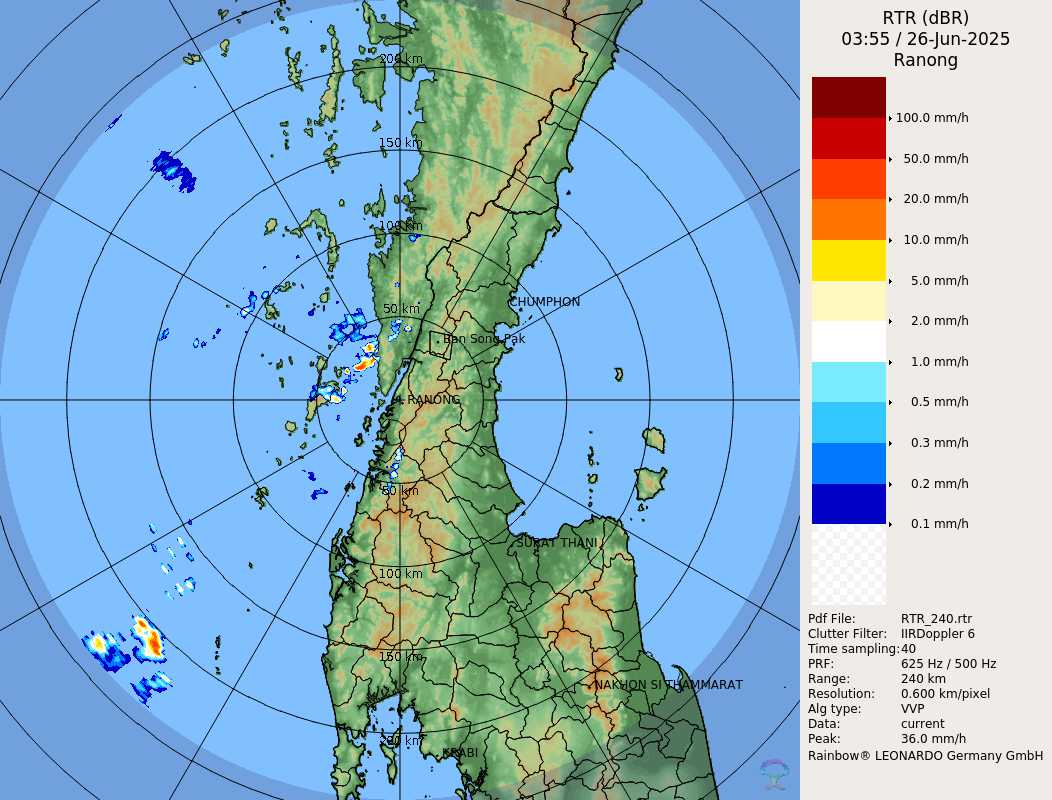 RTR (dBR)
03:55 / 26-Jun-2025
Ranong
100.0 mm/h
50.0 mm/h
20.0 mm/h
10.0 mm/h
5.0 mm/h
2.0 mm/h
1.0 mm/h
0.5 mm/h
0.3 mm/h
0.2 mm/h
0.1 mm/h
Pdf File: RTR_240.rtr
Clutter Filter: IIRDoppler 6
Time sampling: 40
PRF: 625 Hz / 500 Hz
Range: 240 km
Resolution: 0.600 km/pixel
Alg type: VVP
Data: current
Peak: 36.0 mm/h
Rainbow® LEONARDO Germany GmbH
200 km
150 km
100 km
50 km
CHUMPHON
Ban Song Pak
RANONG
50 km
SURAT THANI
100 km
150 km
NAKHON SI THAMMARAT
200 km
KRABI